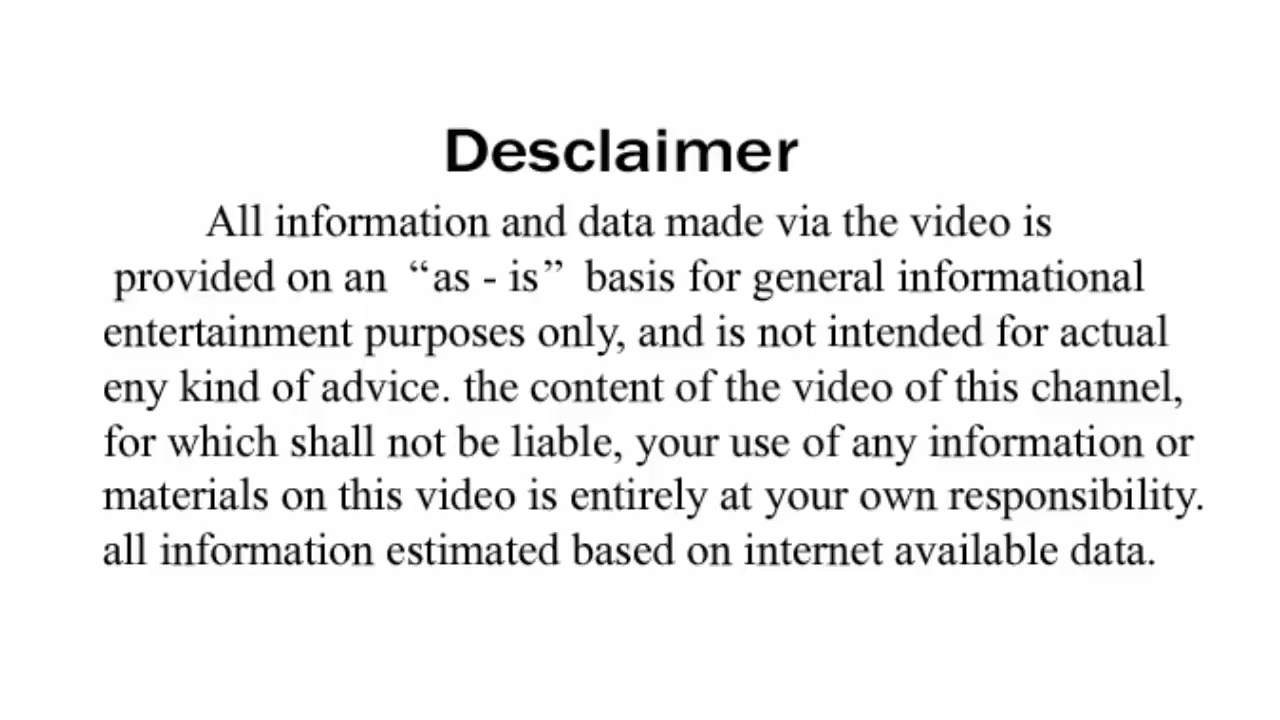 Desclaimer
All information and data made via the video is
provided on an “as - is” basis for general informational
entertainment purposes only, and is not intended for actual
eny kind of advice. the content of the video of this channel,
for which shall not be liable, your use of any information or
materials on this video is entirely at your own responsibility.
all information estimated based on internet available data.